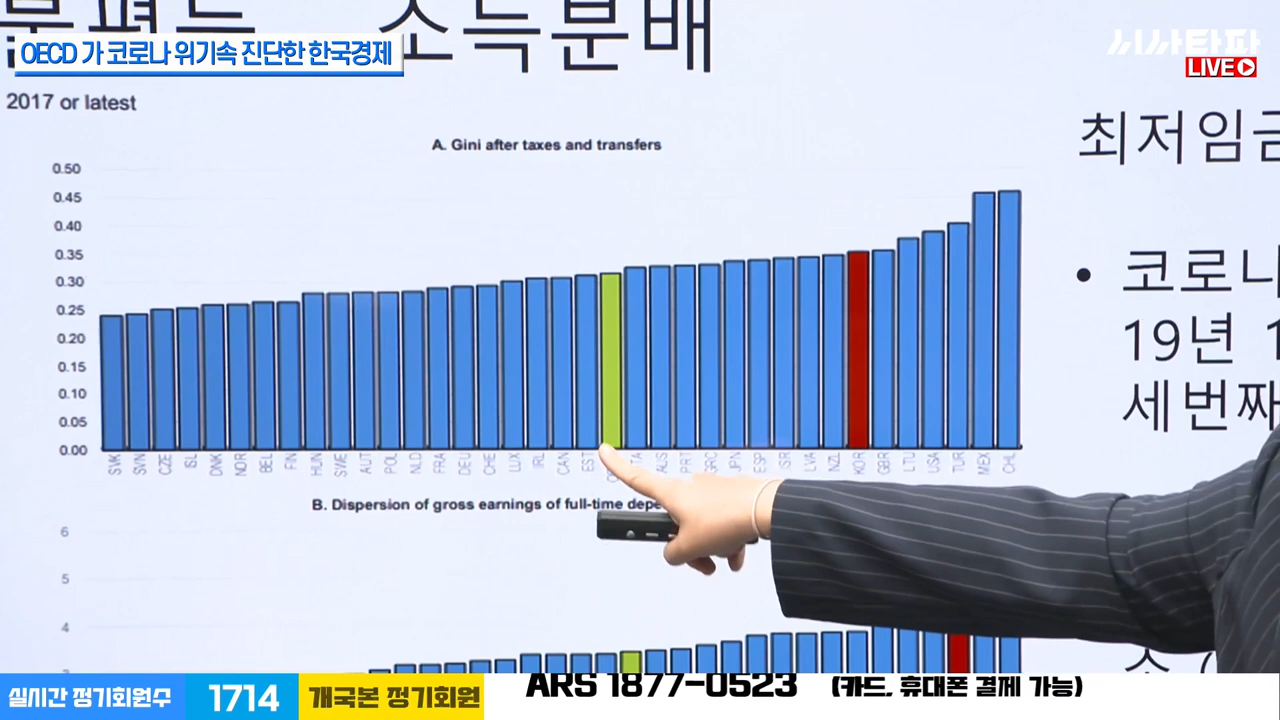 불평등 소득분배
OECD 가 코로나 위기속 진단한 한국경제
시사타파
LIVE
2017 or latest
A. Gini after taxes and transfers
0.50
0.45
0.40
0.35
0.30
0.25
0.20
0.15
0.10
0.05
0.00
SVK SVN CZE ISL DNK NOR BEL FIN HUN SWE AUT POL NLD FRA DEU CHE LUX IRL CAN EST ITA AUS PRT GRC JPN ESP ISR LVA NZL KOR GBR LTU USA TUR MEX CHL
B. Dispersion of gross earnings of full-time depe
6
5
4
3
최저임금
• 코로나
19년 1
세번째
수 (
실시간 정기회원수 1714 개국본 정기회원 ARS 1877-0523 (카드, 휴대폰 결제 가능)